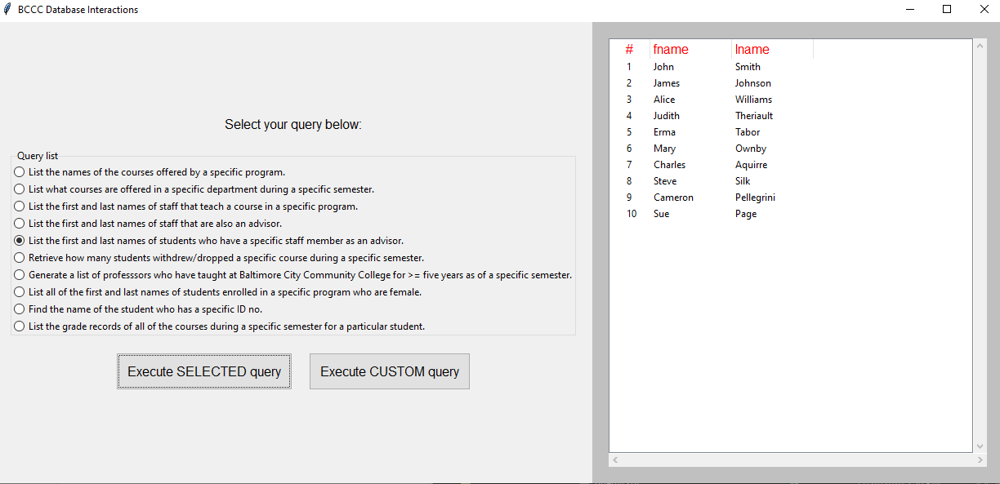 BCCC Database Interactions
Select your query below:
Query list
List the names of the courses offered by a specific program.
List what courses are offered in a specific department during a specific semester.
List the first and last names of staff that teach a course in a specific program.
List the first and last names of staff that are also an advisor.
List the first and last names of students who have a specific staff member as an advisor.
Retrieve how many students withdrew/dropped a specific course during a specific semester.
Generate a list of professsors who have taught at Baltimore City Community College for >= five years as of a specific semester.
List all of the first and last names of students enrolled in a specific program who are female.
Find the name of the student who has a specific ID no.
List the grade records of all of the courses during a specific semester for a particular student.
Execute SELECTED query Execute CUSTOM query
# fname lname
1 John Smith
2 James Johnson
3 Alice Williams
4 Judith Theriault
5 Erma Tabor
6 Mary Ownby
7 Charles Aquirre
8 Steve Silk
9 Cameron Pellegrini
10 Sue Page